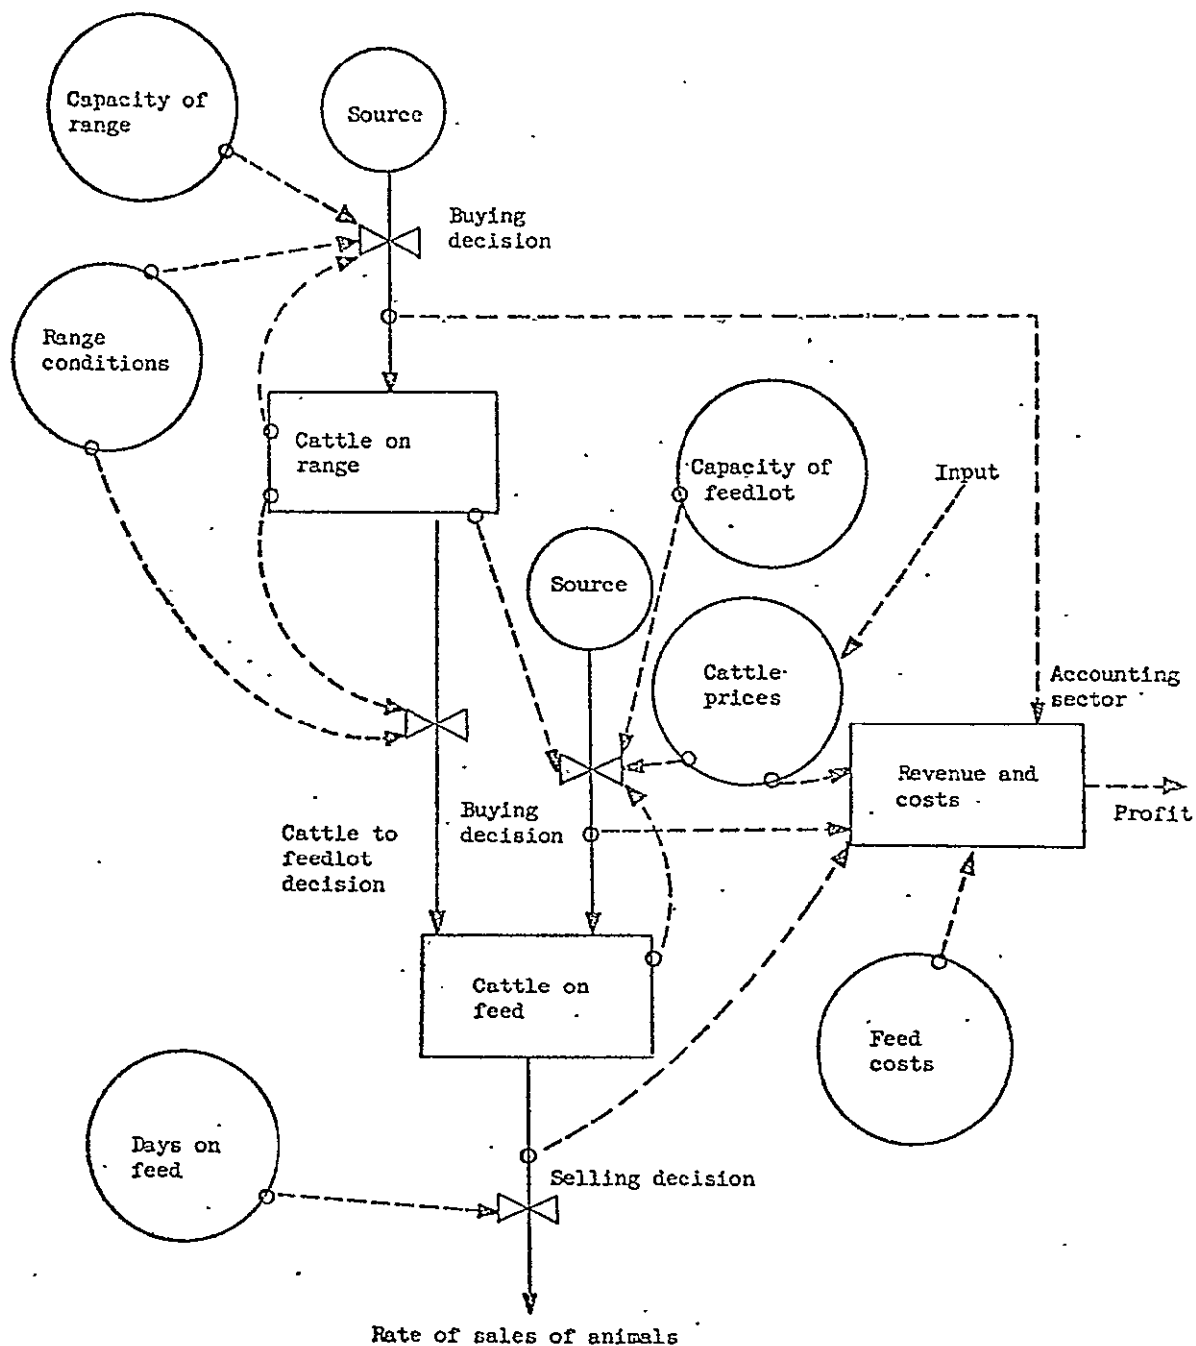 Capacity of
range
Source
Buying
decision
Range
conditions
Cattle on
range
Capacity of
feedlot
Input
Source
Cattle
prices
Accounting
sector
Revenue and
costs
Profit
Buying
decision
Cattle to
feedlot
decision
Cattle on
feed
Feed
costs
Days on
feed
Selling decision
Rate of sales of animals